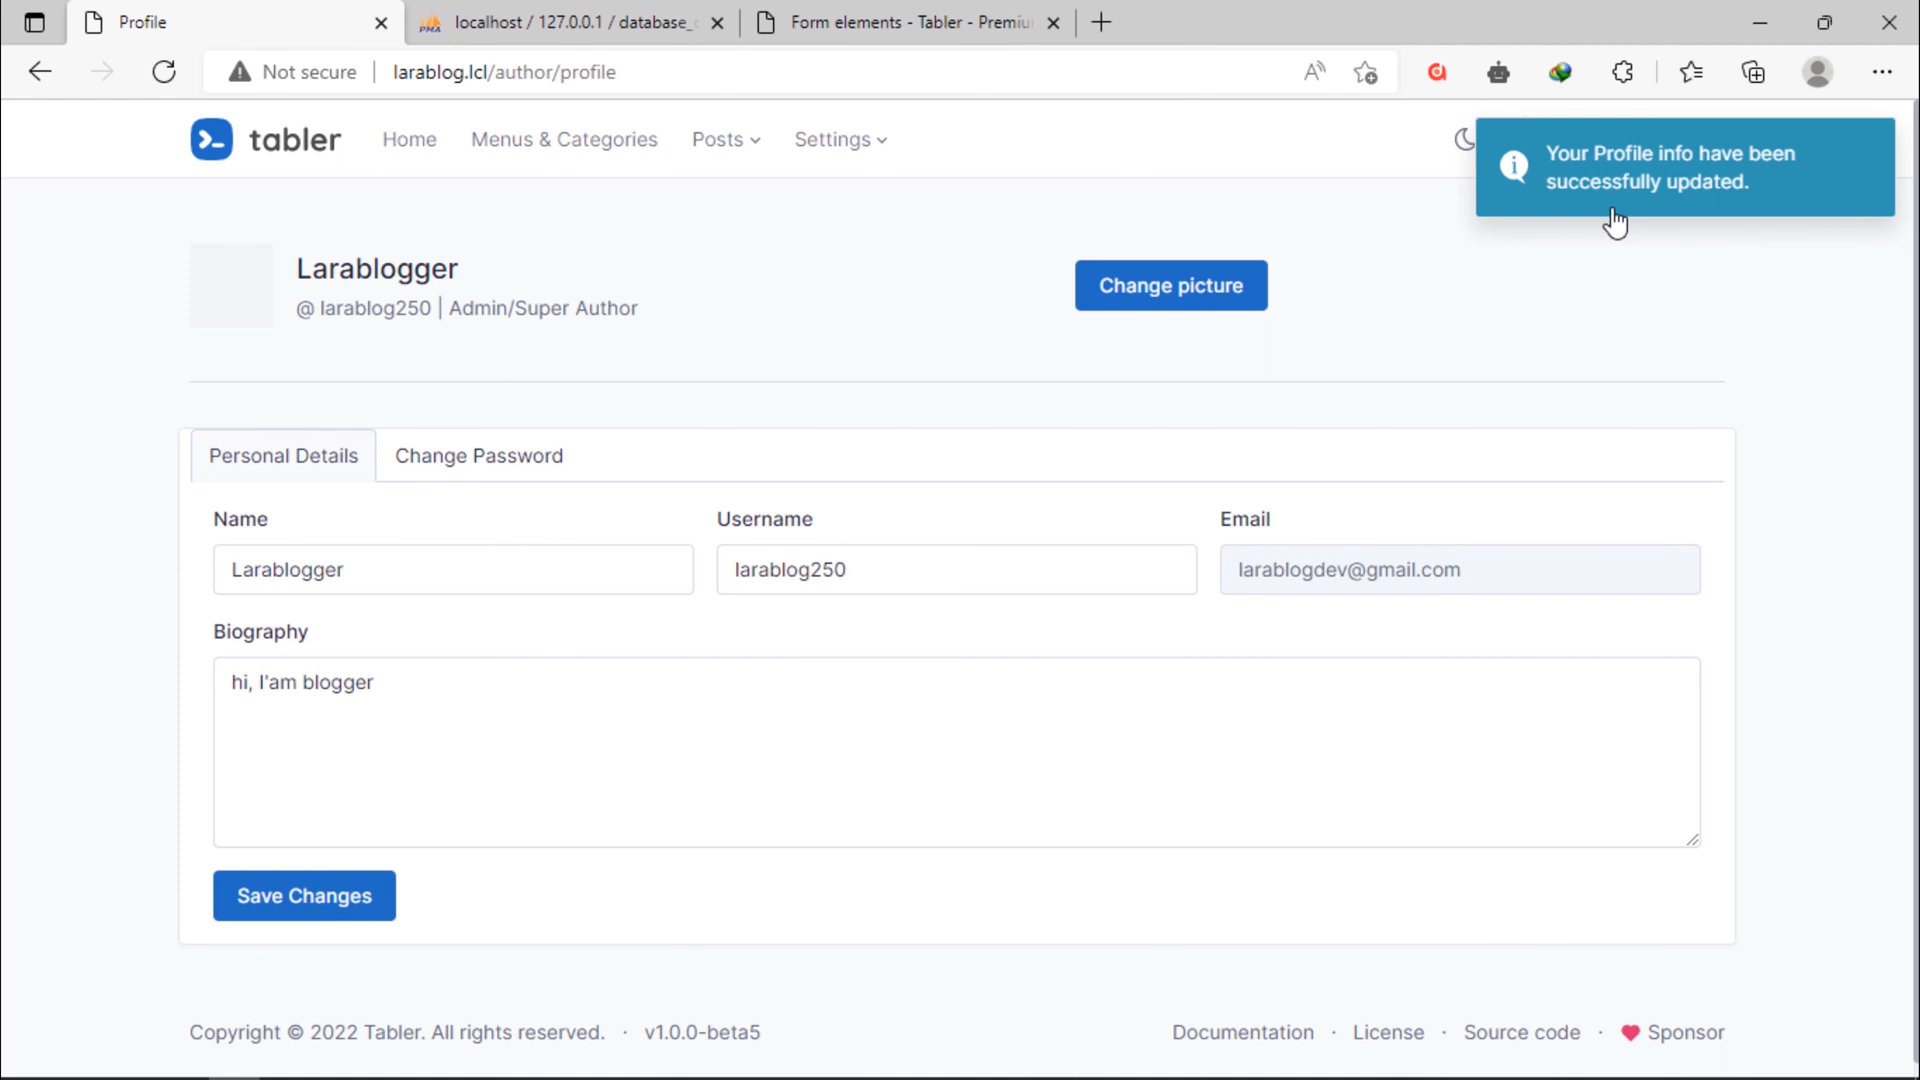 Profile
localhost / 127.0.0.1 / database_
Form elements - Tabler - Premiu
Not secure
larablog.lcl/author/profile
tabler
Home
Menus & Categories
Posts
Settings
Your Profile info have been
successfully updated.
Larablogger
@ larablog250 | Admin/Super Author
Change picture
Personal Details
Change Password
Name
Username
Email
Larablogger
larablog250
larablogdev@gmail.com
Biography
hi, I'am blogger
Save Changes
Copyright © 2022 Tabler. All rights reserved. · v1.0.0-beta5
Documentation · License · Source code · Sponsor